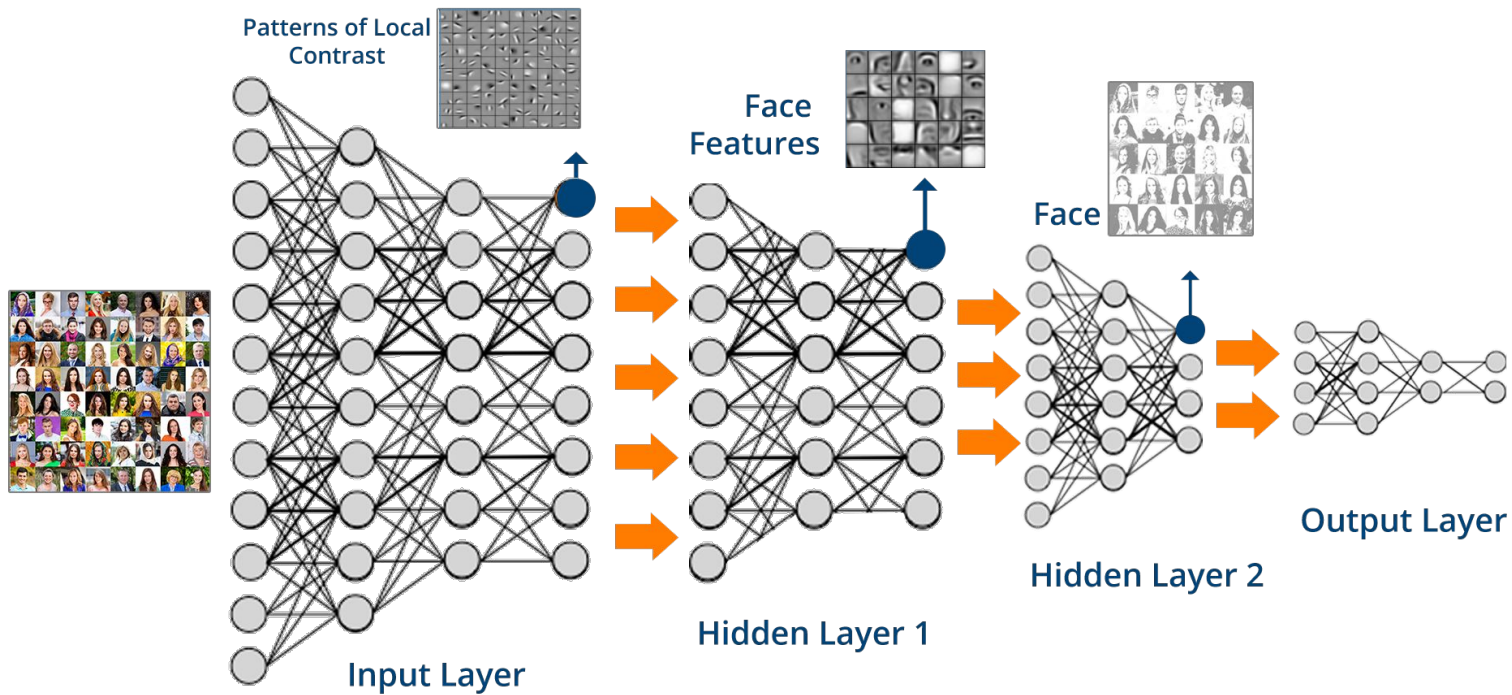 Patterns of Local
Contrast
Face
Features
Face
Input Layer
Hidden Layer 1
Hidden Layer 2
Output Layer